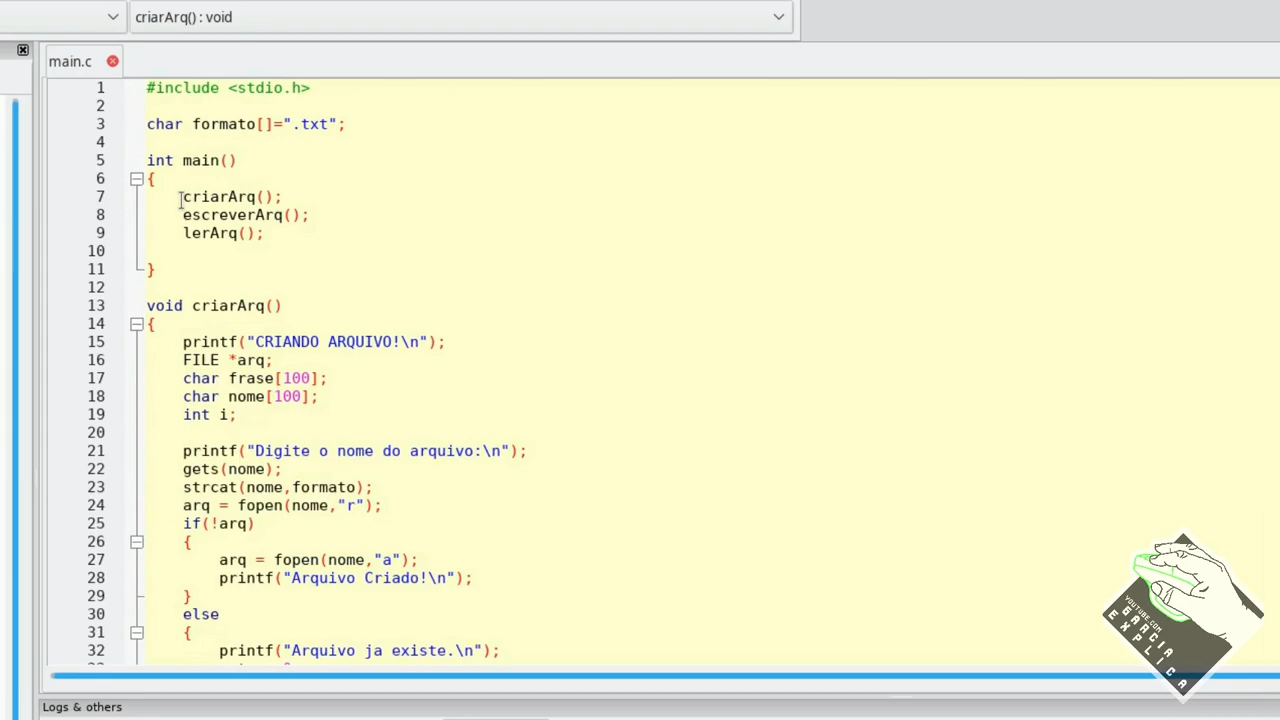 criarArq() : void
main.c
1 #include <stdio.h>
2
3 char formato[]=".txt";
4
5 int main()
6 {
7 criarArq();
8 escreverArq();
9 lerArq();
10
11 }
12
13 void criarArq()
14 {
15 printf("CRIANDO ARQUIVO!\n");
16 FILE *arq;
17 char frase[100];
18 char nome[100];
19 int i;
20
21 printf("Digite o nome do arquivo:\n");
22 gets(nome);
23 strcat(nome,formato);
24 arq = fopen(nome,"r");
25 if(!arq)
26 {
27 arq = fopen(nome,"a");
28 printf("Arquivo Criado!\n");
29 }
30 else
31 {
32 printf("Arquivo ja existe.\n");
YOUTUBE.COM
GARCIA
EXPLICA
Logs & others